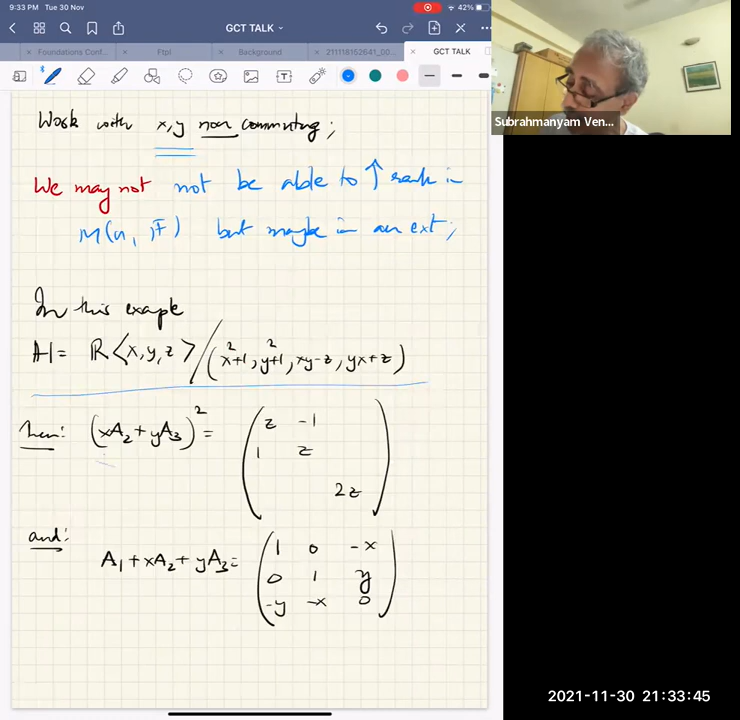 9:33 PM Tue 30 Nov
42%
GCT TALK
Foundations Conf...
Ftpl
Background
211118152641_00...
GCT TALK
Subrahmanyam Ven...
Work with x,y non commuting;
We may not not be able to ↑ rank in
M(n, F) but maybe in an ext;
In this example
H = R<x,y,z>/(x²+1, y²+1, xy-z, yx+z)
then: (xA₂+yA₃)² = ( z -1
1 z
2z )
and: A₁+xA₂+yA₃ = ( 1 0 -x
0 1 y
-y -x 0 )
2021-11-30 21:33:45